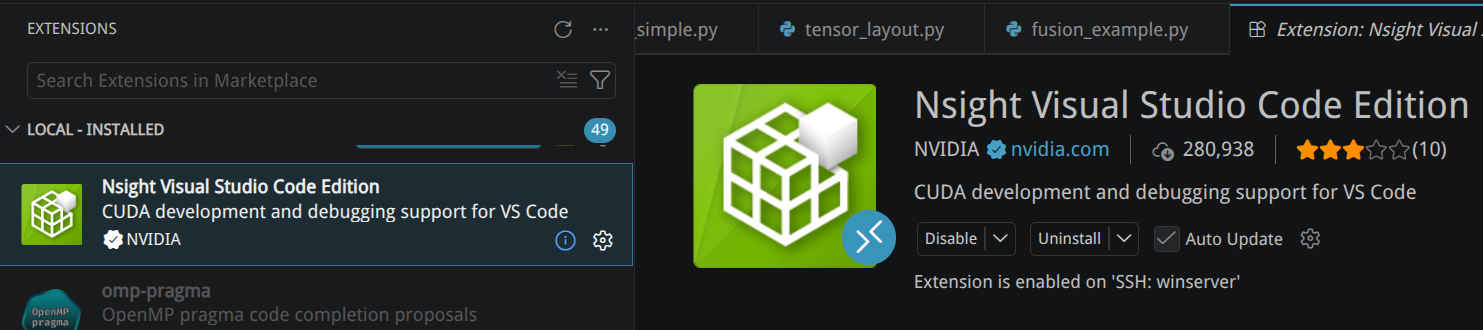 EXTENSIONS
Search Extensions in Marketplace
LOCAL - INSTALLED 49
Nsight Visual Studio Code Edition
CUDA development and debugging support for VS Code
NVIDIA
omp-pragma
OpenMP pragma code completion proposals
OpenMP
pragma
_simple.py tensor_layout.py fusion_example.py Extension: Nsight Visual
Nsight Visual Studio Code Edition
NVIDIA nvidia.com 280,938 (10)
CUDA development and debugging support for VS Code
Disable Uninstall Auto Update
Extension is enabled on 'SSH: winserver'